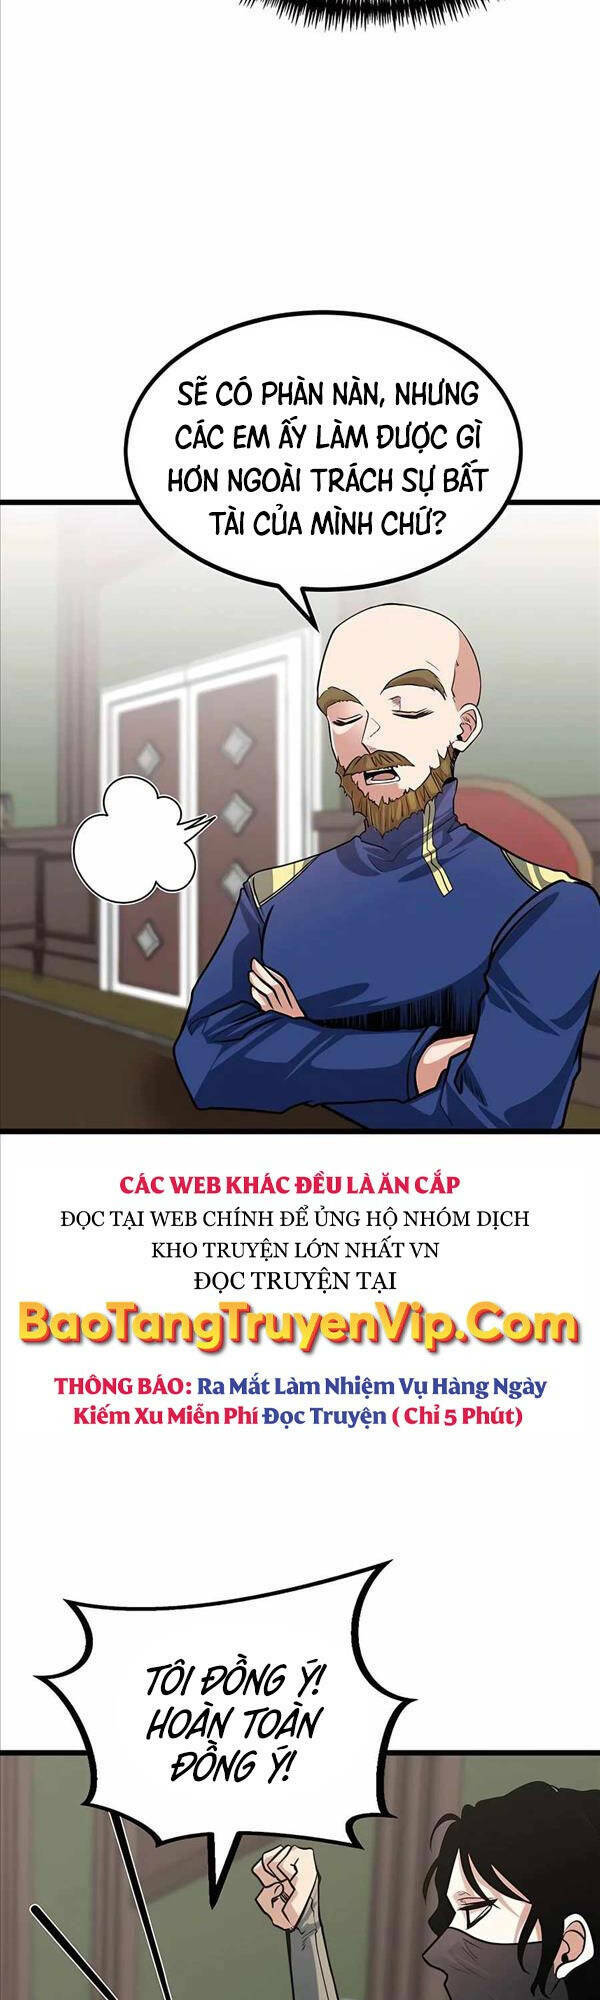 SẼ CÓ PHÀN NÀN, NHƯNG
CÁC EM ẤY LÀM ĐƯỢC GÌ
HƠN NGOÀI TRÁCH SỰ BẤT
TÀI CỦA MÌNH CHỨ?
CÁC WEB KHÁC ĐỀU LÀ ĂN CẮP
ĐỌC TẠI WEB CHÍNH ĐỂ ỦNG HỘ NHÓM DỊCH
KHO TRUYỆN LỚN NHẤT VN
ĐỌC TRUYỆN TẠI
BaoTangTruyenVip.Com
THÔNG BÁO: Ra Mắt Làm Nhiệm Vụ Hàng Ngày
Kiếm Xu Miễn Phí Đọc Truyện ( Chỉ 5 Phút)
TÔI ĐỒNG Ý!
HOÀN TOÀN
ĐỒNG Ý!